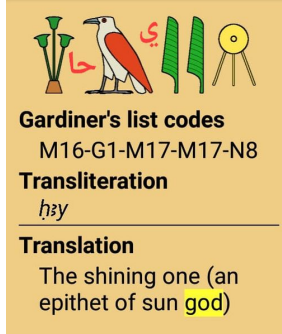 حا ي
Gardiner's list codes
M16-G1-M17-M17-N8
Transliteration
ḥꜣy
Translation
The shining one (an
epithet of sun god)